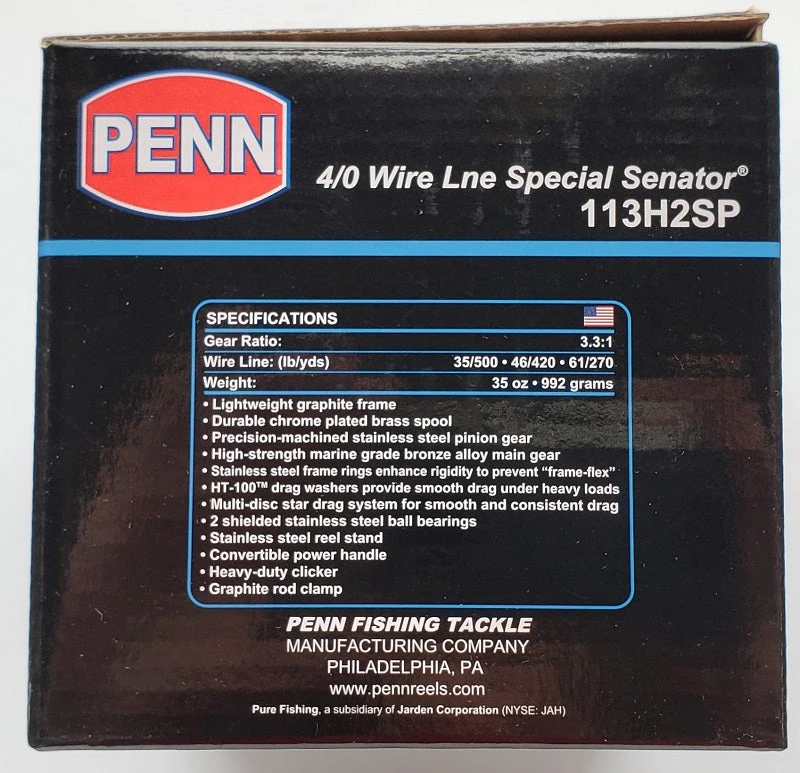 PENN
4/0 Wire Lne Special Senator®
113H2SP
SPECIFICATIONS
Gear Ratio: 3.3:1
Wire Line: (lb/yds) 35/500 • 46/420 • 61/270
Weight: 35 oz • 992 grams
• Lightweight graphite frame
• Durable chrome plated brass spool
• Precision-machined stainless steel pinion gear
• High-strength marine grade bronze alloy main gear
• Stainless steel frame rings enhance rigidity to prevent “frame-flex”
• HT-100™ drag washers provide smooth drag under heavy loads
• Multi-disc star drag system for smooth and consistent drag
• 2 shielded stainless steel ball bearings
• Stainless steel reel stand
• Convertible power handle
• Heavy-duty clicker
• Graphite rod clamp
PENN FISHING TACKLE
MANUFACTURING COMPANY
PHILADELPHIA, PA
www.pennreels.com
Pure Fishing, a subsidiary of Jarden Corporation (NYSE: JAH)